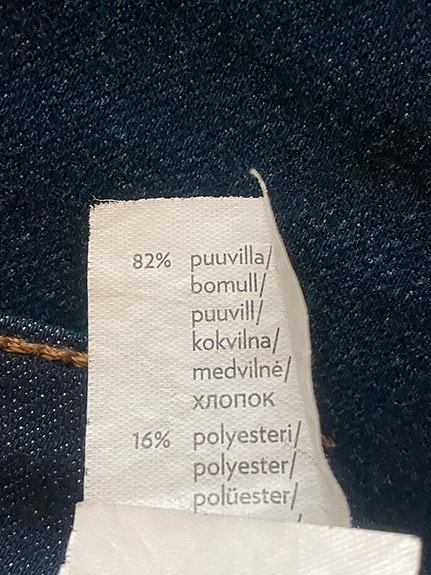 82% puuvilla/
bomull/
puuvill/
kokvilna/
medvilnė/
хлопок
16% polyesteri/
polyester/
polüester/